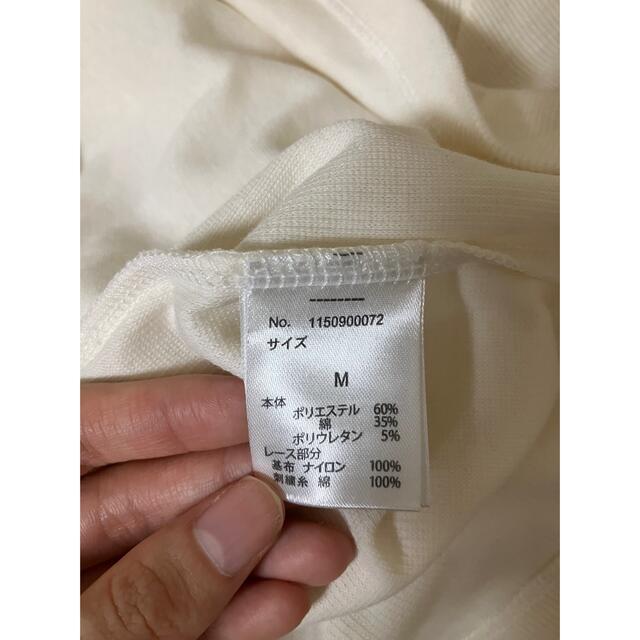 No. 1150900072
サイズ
M
本体 ポリエステル 60%
綿 35%
ポリウレタン 5%
レース部分
基布 ナイロン 100%
刺繍糸 綿 100%